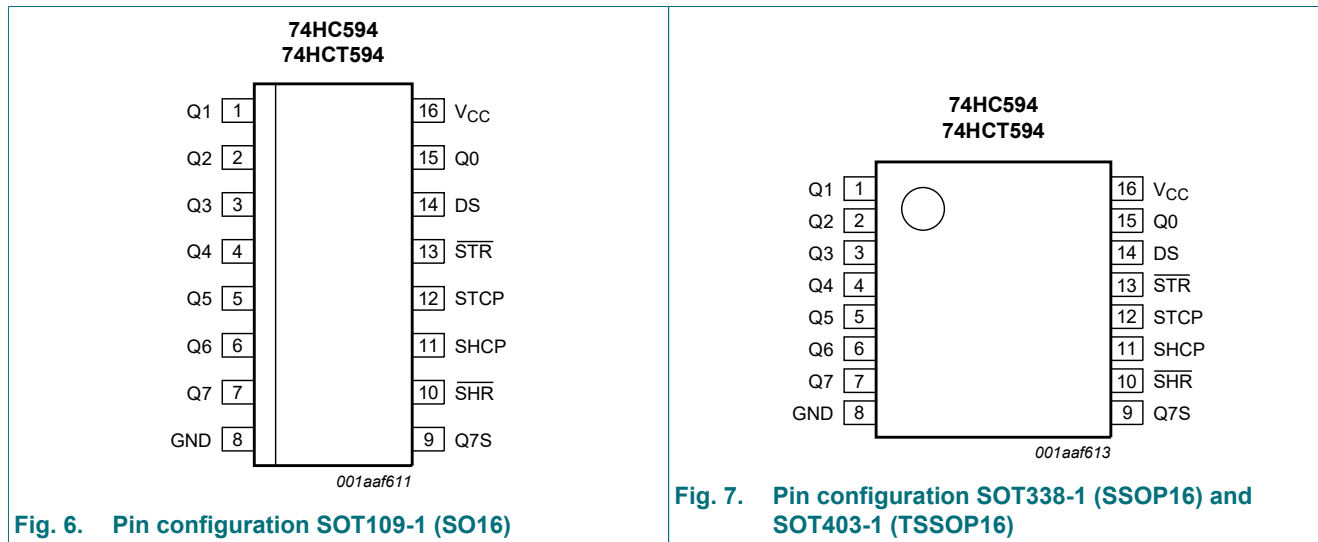 74HC594
74HCT594
Q1 1 16 VCC
Q2 2 15 Q0
Q3 3 14 DS
Q4 4 13 S̅T̅R̅
Q5 5 12 STCP
Q6 6 11 SHCP
Q7 7 10 S̅H̅R̅
GND 8 9 Q7S
001aaf611
Fig. 6. Pin configuration SOT109-1 (SO16)
74HC594
74HCT594
Q1 1 16 VCC
Q2 2 15 Q0
Q3 3 14 DS
Q4 4 13 S̅T̅R̅
Q5 5 12 STCP
Q6 6 11 SHCP
Q7 7 10 S̅H̅R̅
GND 8 9 Q7S
001aaf613
Fig. 7. Pin configuration SOT338-1 (SSOP16) and
SOT403-1 (TSSOP16)